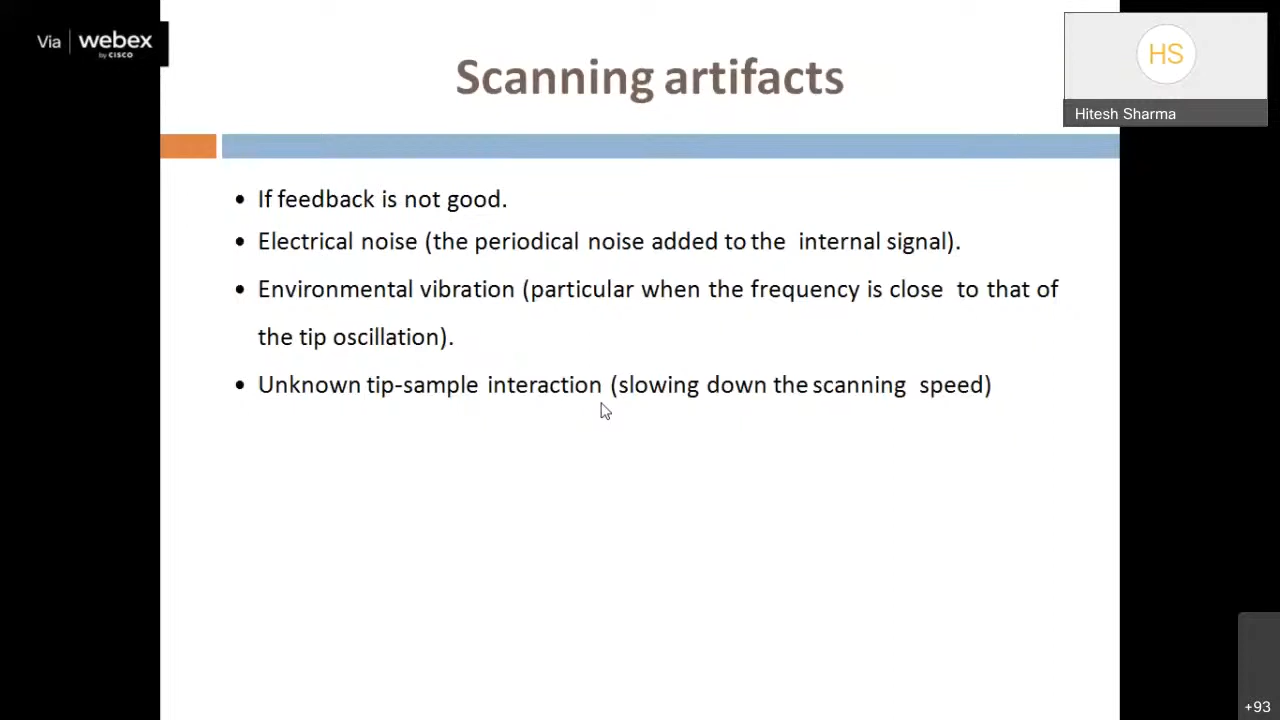 Via webex
by CISCO
HS
Hitesh Sharma
Scanning artifacts
• If feedback is not good.
• Electrical noise (the periodical noise added to the internal signal).
• Environmental vibration (particular when the frequency is close to that of
the tip oscillation).
• Unknown tip-sample interaction (slowing down the scanning speed)
+93